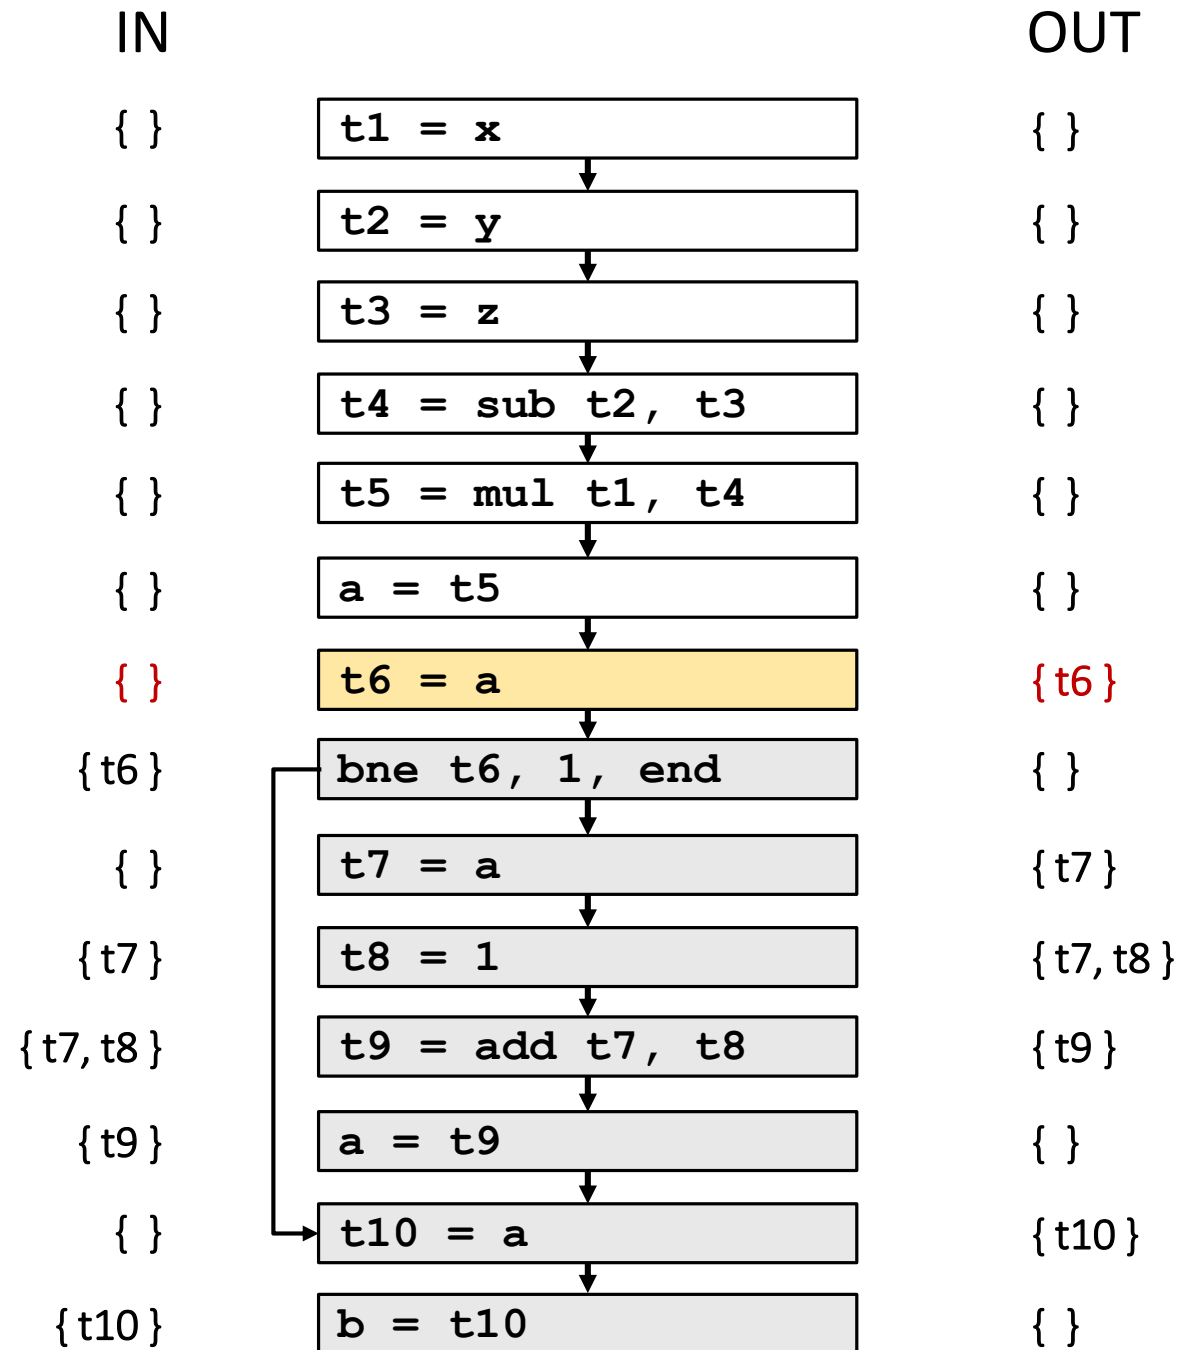 IN OUT
{ } t1 = x { }
{ } t2 = y { }
{ } t3 = z { }
{ } t4 = sub t2, t3 { }
{ } t5 = mul t1, t4 { }
{ } a = t5 { }
{ } t6 = a { t6 }
{ t6 } bne t6, 1, end { }
{ } t7 = a { t7 }
{ t7 } t8 = 1 { t7, t8 }
{ t7, t8 } t9 = add t7, t8 { t9 }
{ t9 } a = t9 { }
{ } t10 = a { t10 }
{ t10 } b = t10 { }